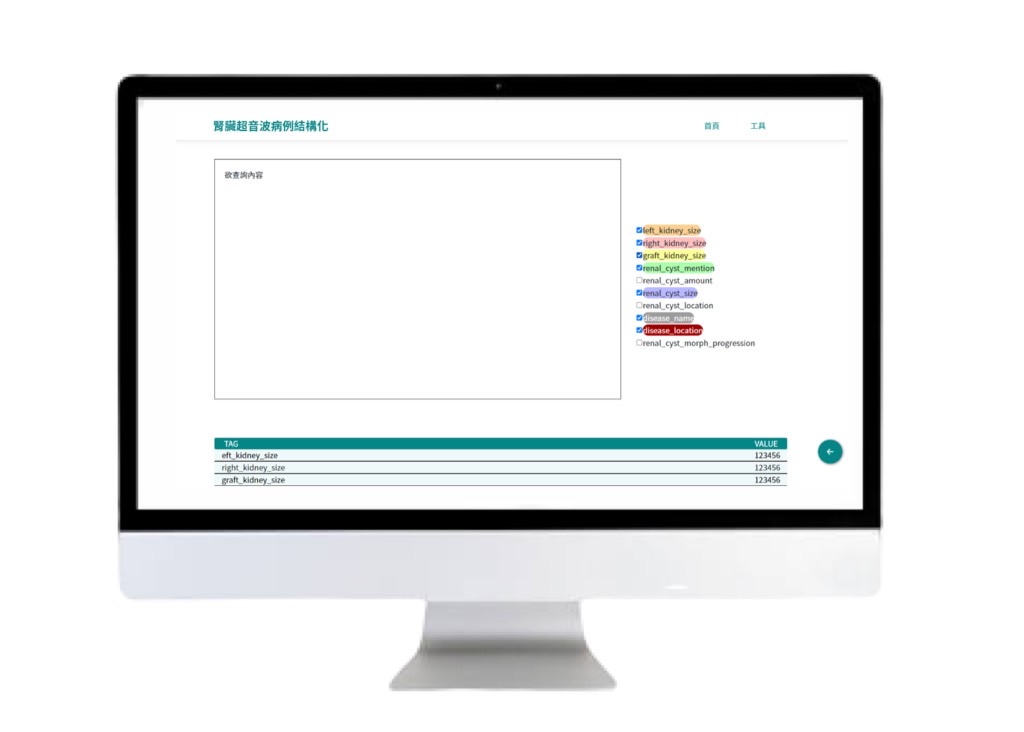 腎臟超音波病例結構化
首頁 工具
欲查詢內容
left_kidney_size
right_kidney_size
graft_kidney_size
renal_cyst_mention
renal_cyst_amount
renal_cyst_size
renal_cyst_location
disease_name
disease_location
renal_cyst_morph_progression
TAG VALUE
eft_kidney_size 123456
right_kidney_size 123456
graft_kidney_size 123456